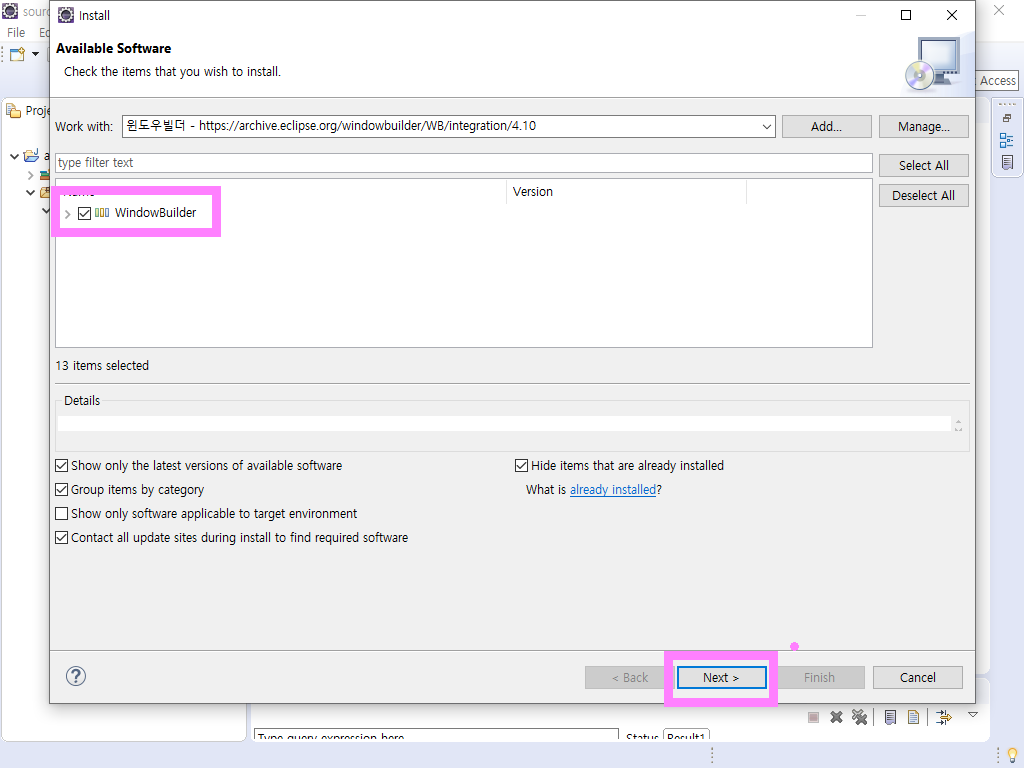 Install
File
Available Software
Check the items that you wish to install.
Access
Work with:
윈도우빌더 - https://archive.eclipse.org/windowbuilder/WB/integration/4.10
Add...
Manage...
type filter text
Select All
Version
Deselect All
WindowBuilder
13 items selected
Details
Show only the latest versions of available software
Hide items that are already installed
Group items by category
What is already installed?
Show only software applicable to target environment
Contact all update sites during install to find required software
?
< Back
Next >
Finish
Cancel
Type query expression here
Status
Result1